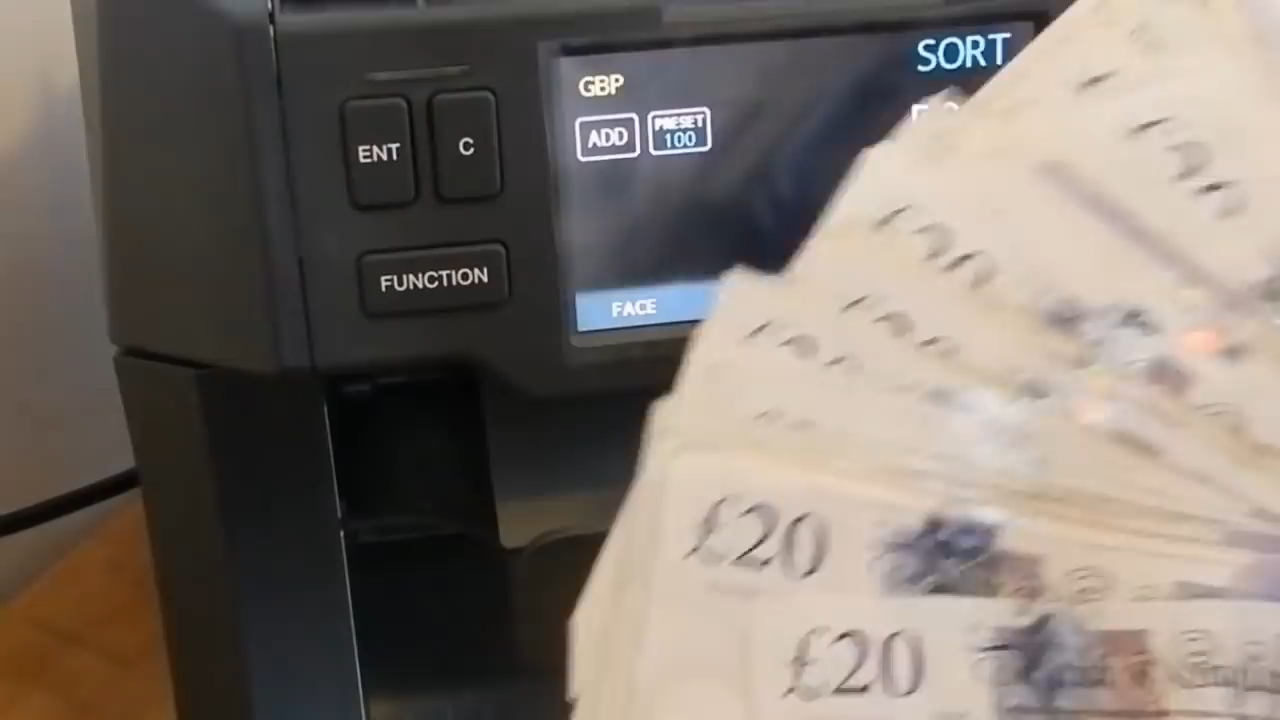 SORT
GBP
ADD
PRESET
100
ENT
C
FUNCTION
FACE
£20
£20